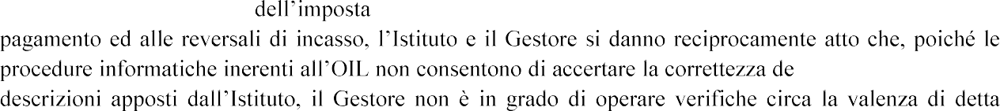 dell'imposta
pagamento ed alle reversali di incasso, l'Istituto e il Gestore si danno reciprocamente atto che, poiché le
procedure informatiche inerenti all'OIL non consentono di accertare la correttezza de
descrizioni apposti dall'Istituto, il Gestore non è in grado di operare verifiche circa la valenza di detta